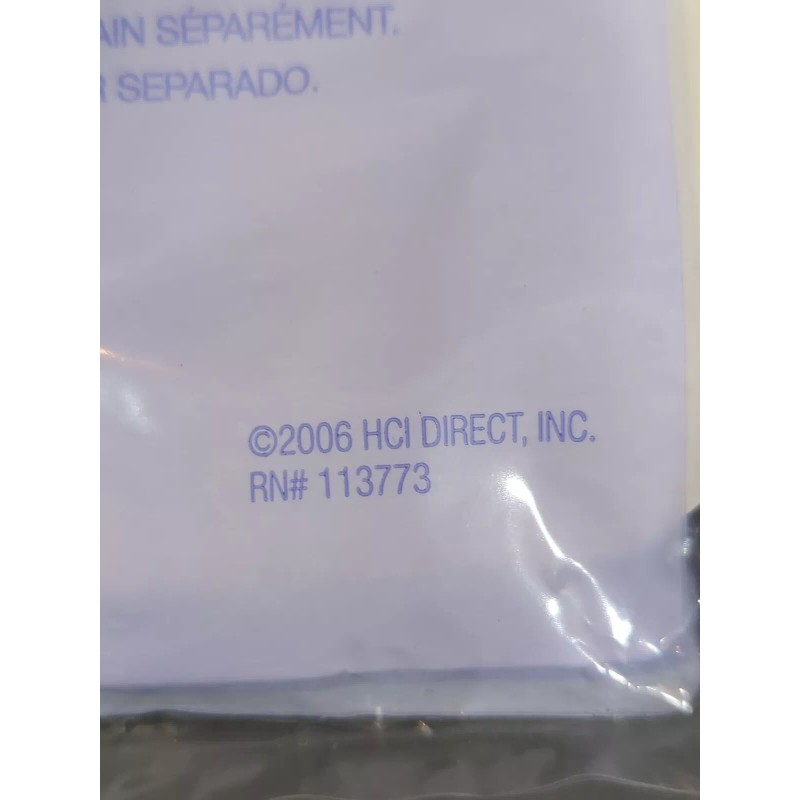 AIN SÉPARÉMENT.
R SEPARADO.
©2006 HCI DIRECT, INC.
RN# 113773